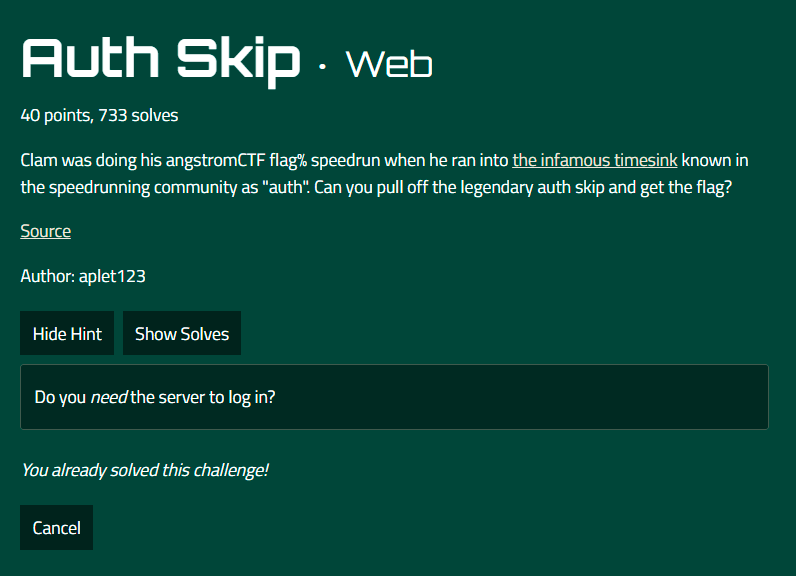 Auth Skip · Web
40 points, 733 solves
Clam was doing his angstromCTF flag% speedrun when he ran into the infamous timesink known in
the speedrunning community as "auth". Can you pull off the legendary auth skip and get the flag?
Source
Author: aplet123
Hide Hint Show Solves
Do you need the server to log in?
You already solved this challenge!
Cancel